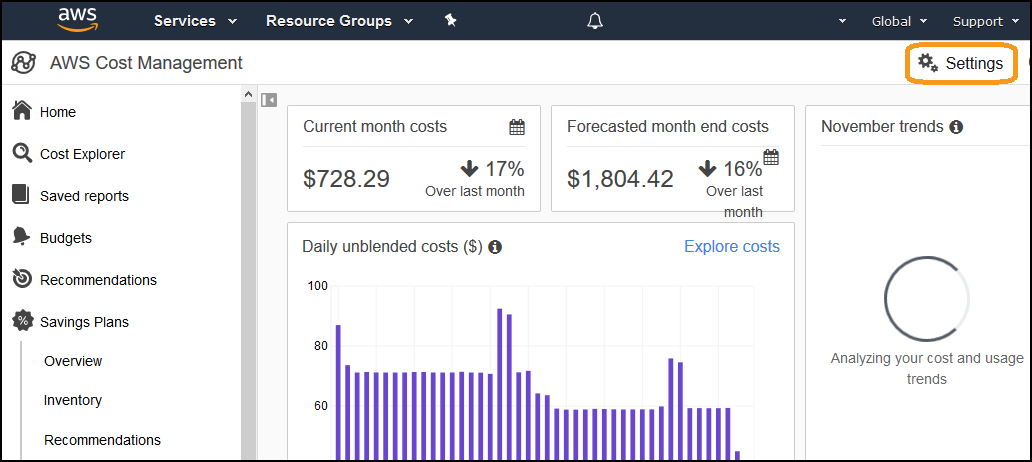 aws
Services
Resource Groups
Global
Support
AWS Cost Management
Settings
Home
Cost Explorer
Saved reports
Budgets
Recommendations
Savings Plans
Overview
Inventory
Recommendations
Current month costs
$728.29
17%
Over last month
Forecasted month end costs
$1,804.42
16%
Over last
month
November trends
Analyzing your cost and usage
trends
Daily unblended costs ($)
Explore costs
100
80
60